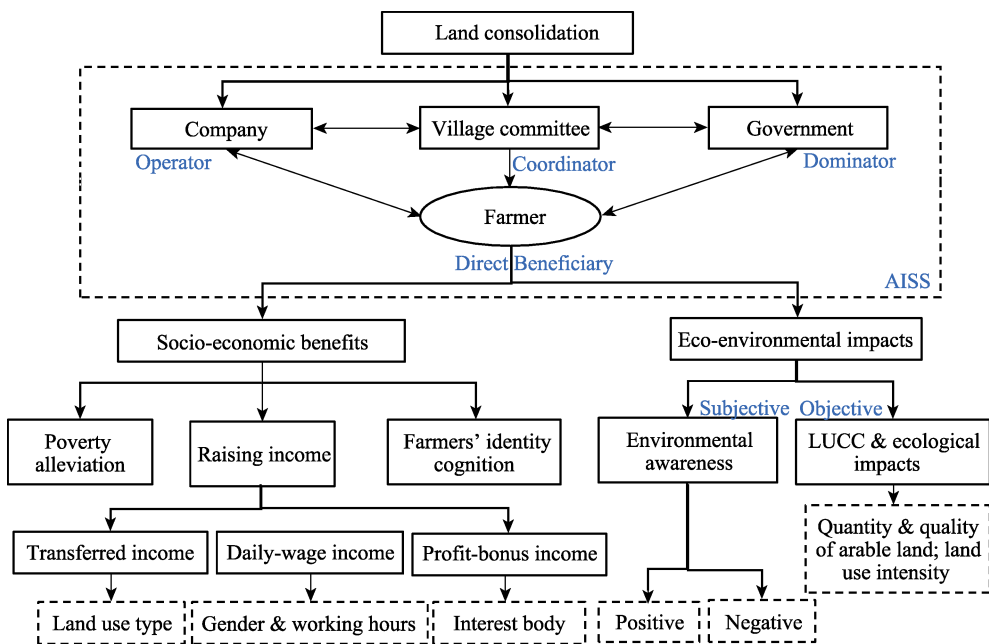 Land consolidation
Company
Village committee
Government
Operator
Coordinator
Dominator
Farmer
Direct Beneficiary
AISS
Socio-economic benefits
Eco-environmental impacts
Subjective
Objective
Poverty
alleviation
Raising income
Farmers’ identity
cognition
Environmental
awareness
LUCC & ecological
impacts
Quantity & quality
of arable land; land
use intensity
Transferred income
Daily-wage income
Profit-bonus income
Land use type
Gender & working hours
Interest body
Positive
Negative